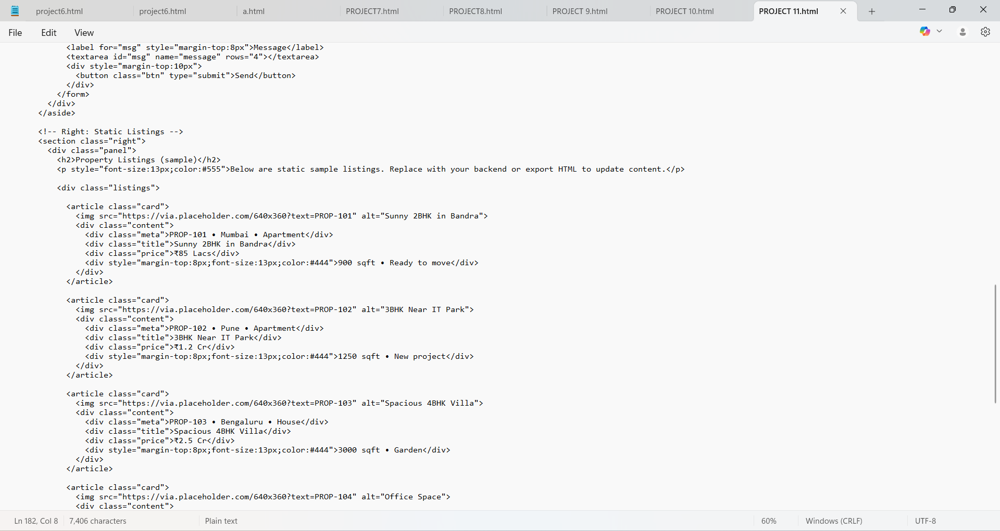 project6.html project6.html a.html PROJECT7.html PROJECT8.html PROJECT 9.html PROJECT 10.html PROJECT 11.html
File Edit View
<label for="msg" style="margin-top:8px">Message</label>
<textarea id="msg" name="message" rows="4"></textarea>
<div style="margin-top:10px">
<button class="btn" type="submit">Send</button>
</div>
</form>
</div>
</aside>
<!-- Right: Static Listings -->
<section class="right">
<div class="panel">
<h2>Property Listings (sample)</h2>
<p style="font-size:13px;color:#555">Below are static sample listings. Replace with your backend or export HTML to update content.</p>
<div class="listings">
<article class="card">
<img src="https://via.placeholder.com/640x360?text=PROP-101" alt="Sunny 2BHK in Bandra">
<div class="content">
<div class="meta">PROP-101 • Mumbai • Apartment</div>
<div class="title">Sunny 2BHK in Bandra</div>
<div class="price">₹85 Lacs</div>
<div style="margin-top:8px;font-size:13px;color:#444">900 sqft • Ready to move</div>
</div>
</article>
<article class="card">
<img src="https://via.placeholder.com/640x360?text=PROP-102" alt="3BHK Near IT Park">
<div class="content">
<div class="meta">PROP-102 • Pune • Apartment</div>
<div class="title">3BHK Near IT Park</div>
<div class="price">₹1.2 Cr</div>
<div style="margin-top:8px;font-size:13px;color:#444">1250 sqft • New project</div>
</div>
</article>
<article class="card">
<img src="https://via.placeholder.com/640x360?text=PROP-103" alt="Spacious 4BHK Villa">
<div class="content">
<div class="meta">PROP-103 • Bengaluru • House</div>
<div class="title">Spacious 4BHK Villa</div>
<div class="price">₹2.5 Cr</div>
<div style="margin-top:8px;font-size:13px;color:#444">3000 sqft • Garden</div>
</div>
</article>
<article class="card">
<img src="https://via.placeholder.com/640x360?text=PROP-104" alt="Office Space">
<div class="content">
Ln 182, Col 8 7,406 characters Plain text 60% Windows (CRLF) UTF-8